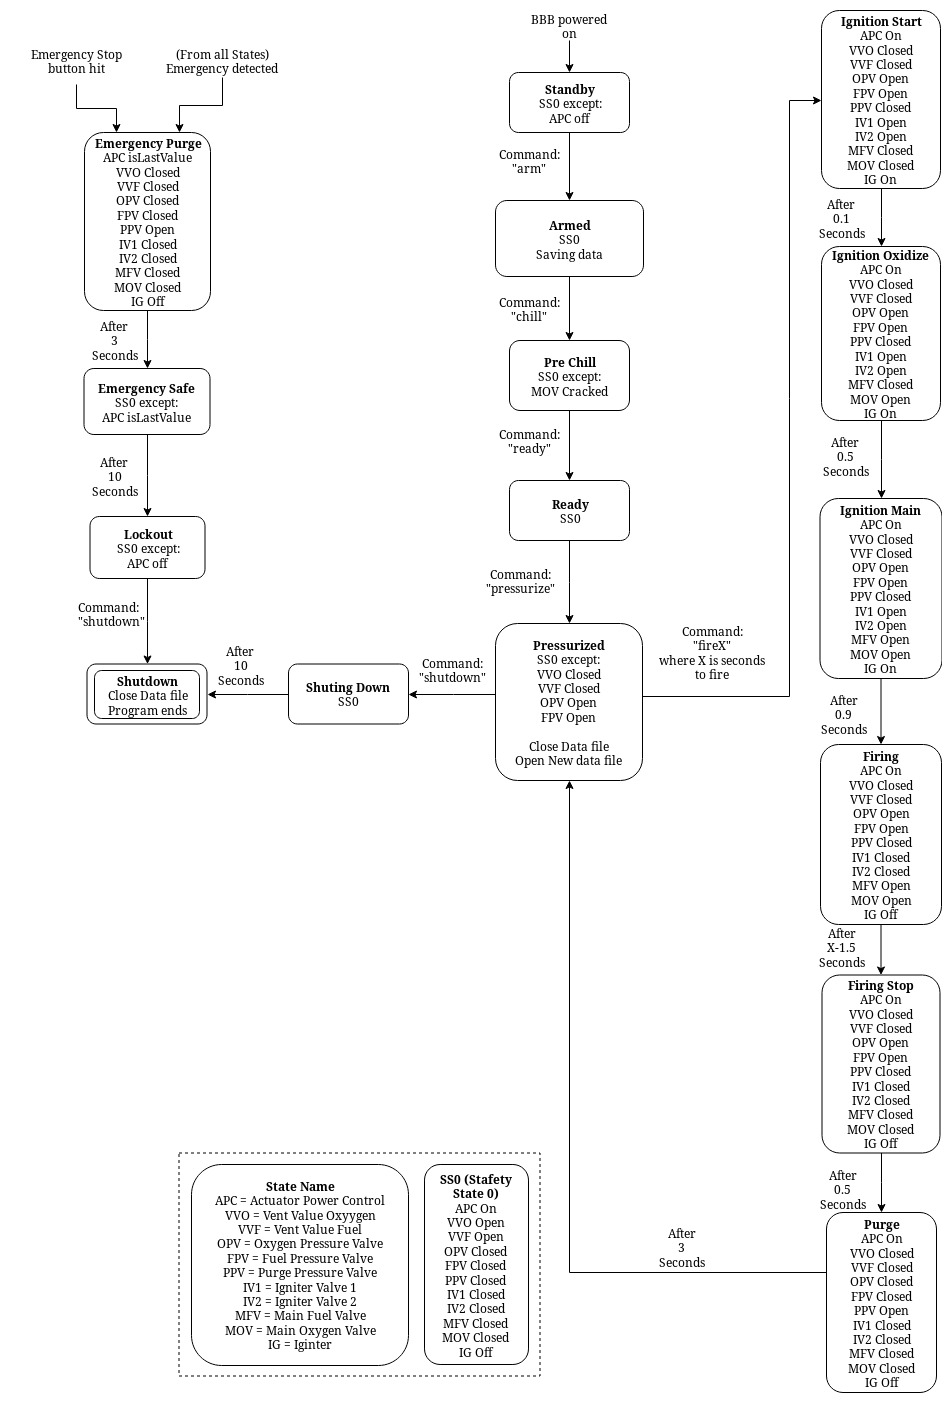 Emergency Stop
button hit
(From all States)
Emergency detected
Emergency Purge
APC isLastValue
VVO Closed
VVF Closed
OPV Closed
FPV Closed
PPV Open
IV1 Closed
IV2 Closed
MFV Closed
MOV Closed
IG Off
After
3
Seconds
Emergency Safe
SS0 except:
APC isLastValue
After
10
Seconds
Lockout
SS0 except:
APC off
Command:
"shutdown"
Shutdown
Close Data file
Program ends
After
10
Seconds
Shuting Down
SS0
Command:
"shutdown"
BBB powered
on
Standby
SS0 except:
APC off
Command:
"arm"
Armed
SS0
Saving data
Command:
"chill"
Pre Chill
SS0 except:
MOV Cracked
Command:
"ready"
Ready
SS0
Command:
"pressurize"
Pressurized
SS0 except:
VVO Closed
VVF Closed
OPV Open
FPV Open
Close Data file
Open New data file
Command:
"fireX"
where X is seconds
to fire
Ignition Start
APC On
VVO Closed
VVF Closed
OPV Open
FPV Open
PPV Closed
IV1 Open
IV2 Open
MFV Closed
MOV Closed
IG On
After
0.1
Seconds
Ignition Oxidize
APC On
VVO Closed
VVF Closed
OPV Open
FPV Open
PPV Closed
IV1 Open
IV2 Open
MFV Closed
MOV Open
IG On
After
0.5
Seconds
Ignition Main
APC On
VVO Closed
VVF Closed
OPV Open
FPV Open
PPV Closed
IV1 Open
IV2 Open
MFV Open
MOV Open
IG On
After
0.9
Seconds
Firing
APC On
VVO Closed
VVF Closed
OPV Open
FPV Open
PPV Closed
IV1 Closed
IV2 Closed
MFV Open
MOV Open
IG Off
After
X-1.5
Seconds
Firing Stop
APC On
VVO Closed
VVF Closed
OPV Open
FPV Open
PPV Closed
IV1 Closed
IV2 Closed
MFV Closed
MOV Closed
IG Off
After
0.5
Seconds
Purge
APC On
VVO Closed
VVF Closed
OPV Closed
FPV Closed
PPV Open
IV1 Closed
IV2 Closed
MFV Closed
MOV Closed
IG Off
After
3
Seconds
State Name
APC = Actuator Power Control
VVO = Vent Value Oxyygen
VVF = Vent Value Fuel
OPV = Oxygen Pressure Valve
FPV = Fuel Pressure Valve
PPV = Purge Pressure Valve
IV1 = Igniter Valve 1
IV2 = Igniter Valve 2
MFV = Main Fuel Valve
MOV = Main Oxygen Valve
IG = Iginter
SS0 (Stafety
State 0)
APC On
VVO Open
VVF Open
OPV Closed
FPV Closed
PPV Closed
IV1 Closed
IV2 Closed
MFV Closed
MOV Closed
IG Off